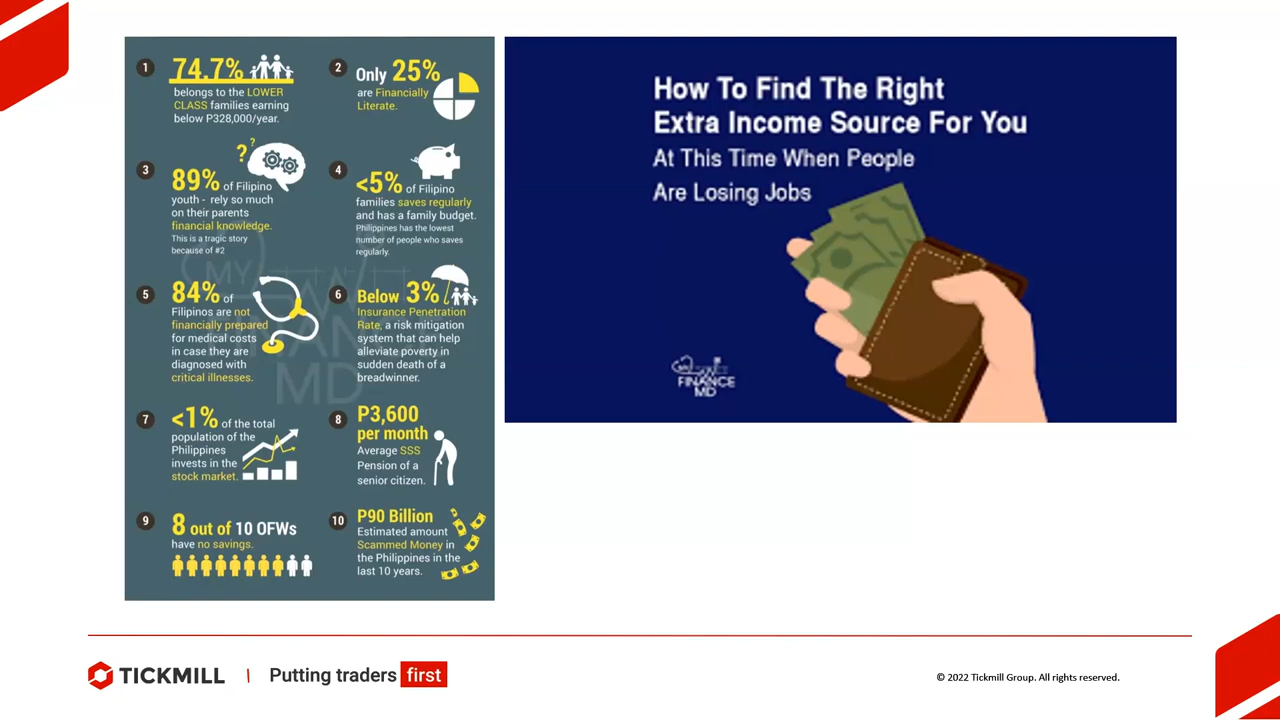 1
74.7%
belongs to the LOWER
CLASS families earning
below P328,000/year.
2
Only 25%
are Financially
Literate.
3
?
?
89% of Filipino
youth - rely so much
on their parents
financial knowledge.
This is a tragic story
because of #2
4
<5% of Filipino
families saves regularly
and has a family budget.
Philippines has the lowest
number of people who saves
regularly.
5
84% of
Filipinos are not
financially prepared
for medical costs
in case they are
diagnosed with
critical illnesses.
6
Below 3%
Insurance Penetration
Rate, a risk mitigation
system that can help
alleviate poverty in
sudden death of a
breadwinner.
MY
FINANCE
MD
7
<1% of the total
population of the
Philippines
invests in the
stock market.
8
P3,600
per month
Average SSS
Pension of a
senior citizen.
9
8 out of 10 OFWs
have no savings.
10
P90 Billion
Estimated amount
Scammed Money in
the Philippines in the
last 10 years.
How To Find The Right
Extra Income Source For You
At This Time When People
Are Losing Jobs
MY
FINANCE
MD
TICKMILL | Putting traders first
© 2022 Tickmill Group. All rights reserved.